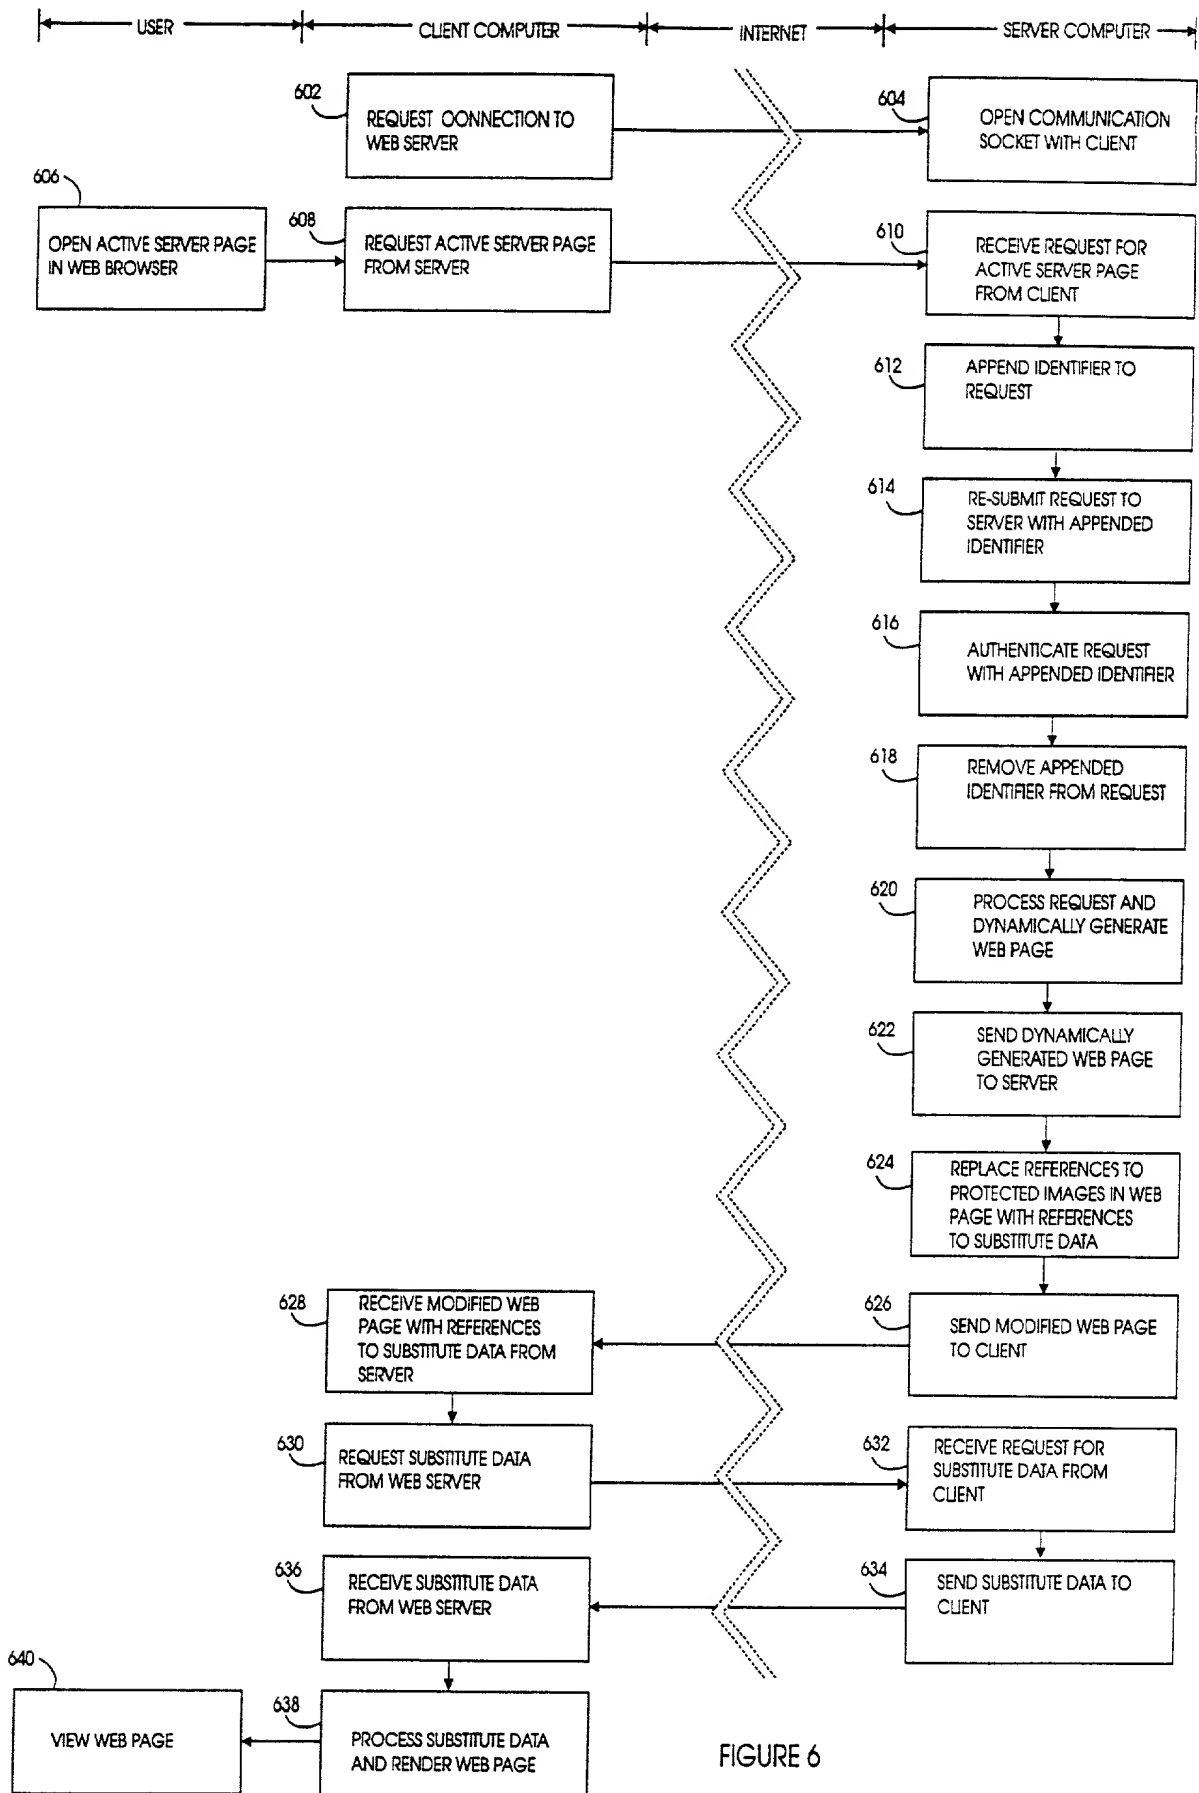 USER CLIENT COMPUTER INTERNET SERVER COMPUTER
602
REQUEST CONNECTION TO
WEB SERVER
604
OPEN COMMUNICATION
SOCKET WITH CLIENT
606
OPEN ACTIVE SERVER PAGE
IN WEB BROWSER
608
REQUEST ACTIVE SERVER PAGE
FROM SERVER
610
RECEIVE REQUEST FOR
ACTIVE SERVER PAGE
FROM CLIENT
612
APPEND IDENTIFIER TO
REQUEST
614
RE-SUBMIT REQUEST TO
SERVER WITH APPENDED
IDENTIFIER
616
AUTHENTICATE REQUEST
WITH APPENDED IDENTIFIER
618
REMOVE APPENDED
IDENTIFIER FROM REQUEST
620
PROCESS REQUEST AND
DYNAMICALLY GENERATE
WEB PAGE
622
SEND DYNAMICALLY
GENERATED WEB PAGE
TO SERVER
624
REPLACE REFERENCES TO
PROTECTED IMAGES IN WEB
PAGE WITH REFERENCES
TO SUBSTITUTE DATA
626
SEND MODIFIED WEB PAGE
TO CLIENT
628
RECEIVE MODIFIED WEB
PAGE WITH REFERENCES
TO SUBSTITUTE DATA FROM
SERVER
630
REQUEST SUBSTITUTE DATA
FROM WEB SERVER
632
RECEIVE REQUEST FOR
SUBSTITUTE DATA FROM
CLIENT
634
SEND SUBSTITUTE DATA TO
CLIENT
636
RECEIVE SUBSTITUTE DATA
FROM WEB SERVER
638
PROCESS SUBSTITUTE DATA
AND RENDER WEB PAGE
640
VIEW WEB PAGE
FIGURE 6